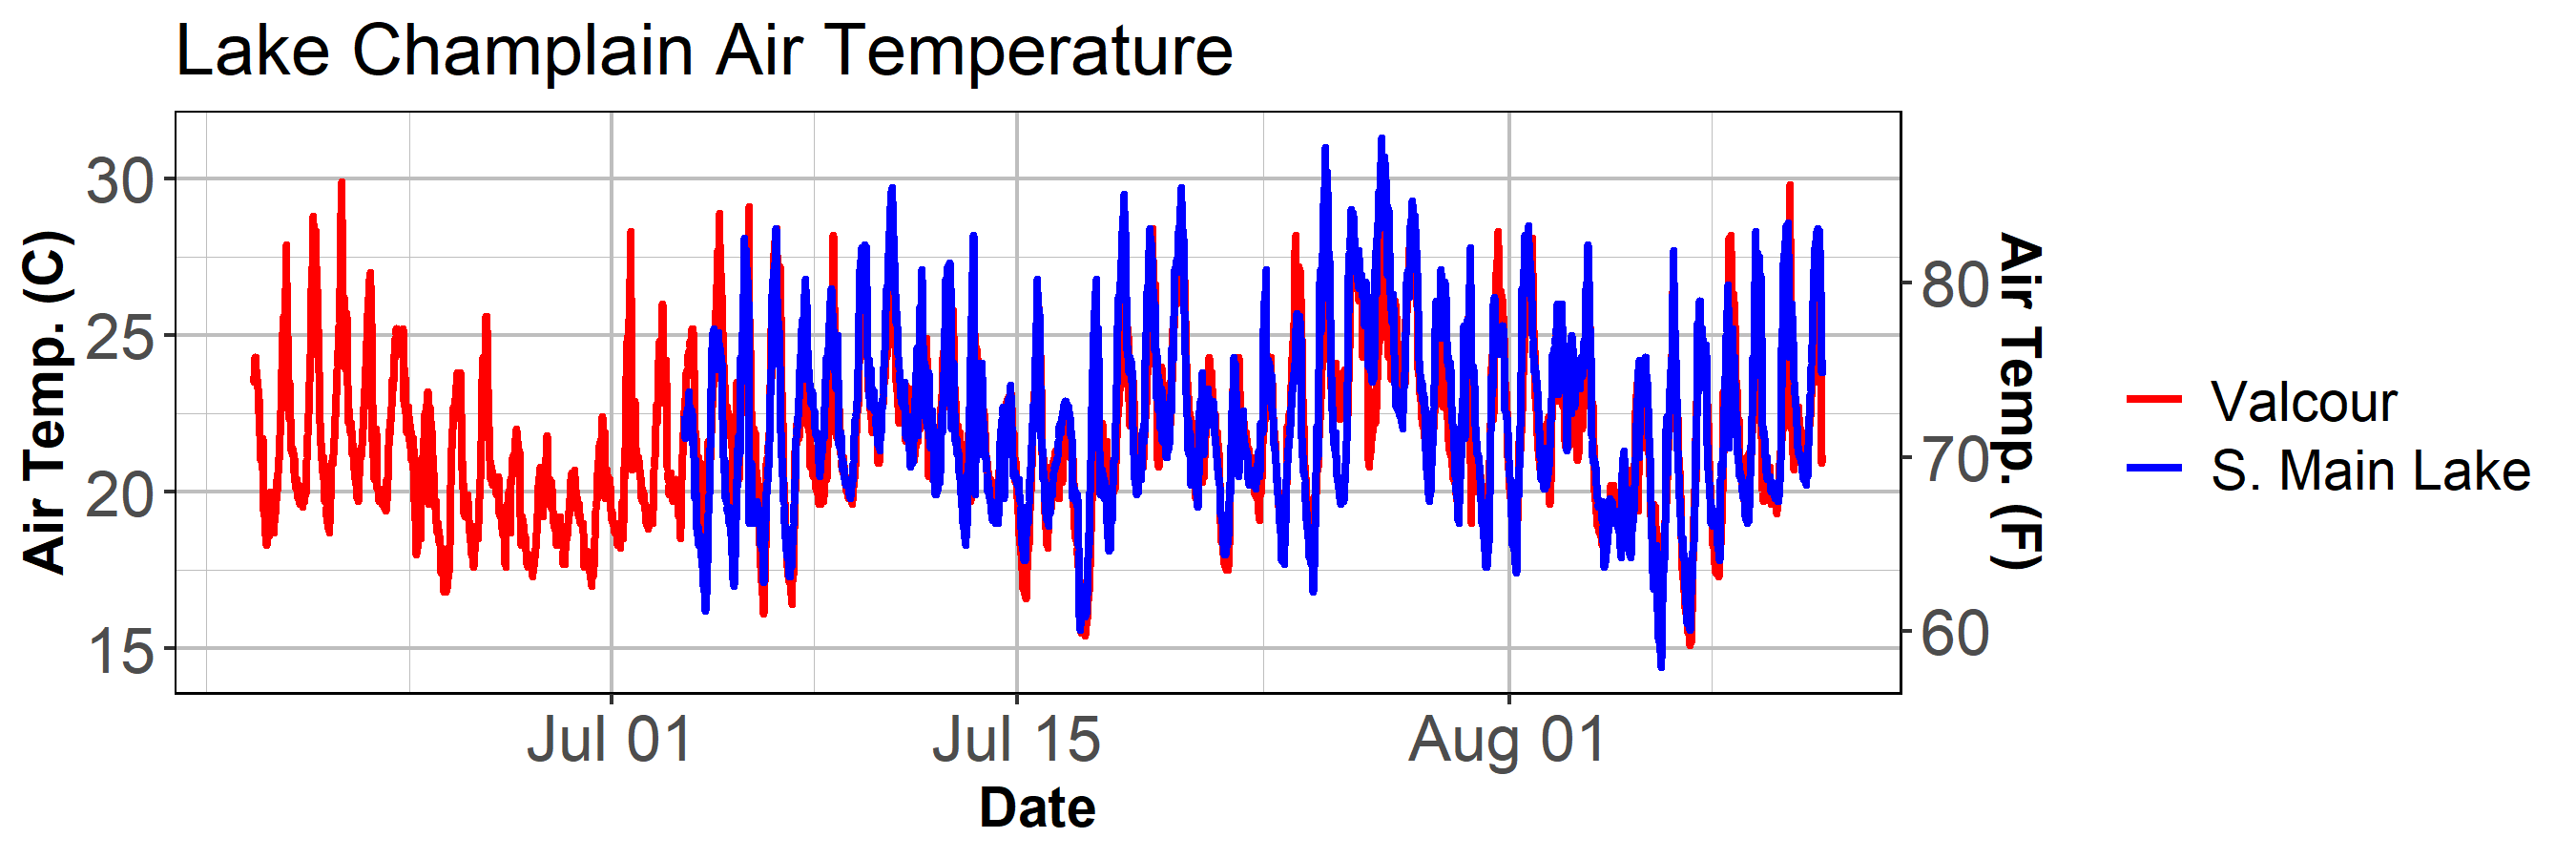 Lake Champlain Air Temperature
Air Temp. (C)
30
25
20
15
80
70
60
Air Temp. (F)
Jul 01
Jul 15
Aug 01
Date
Valcour
S. Main Lake